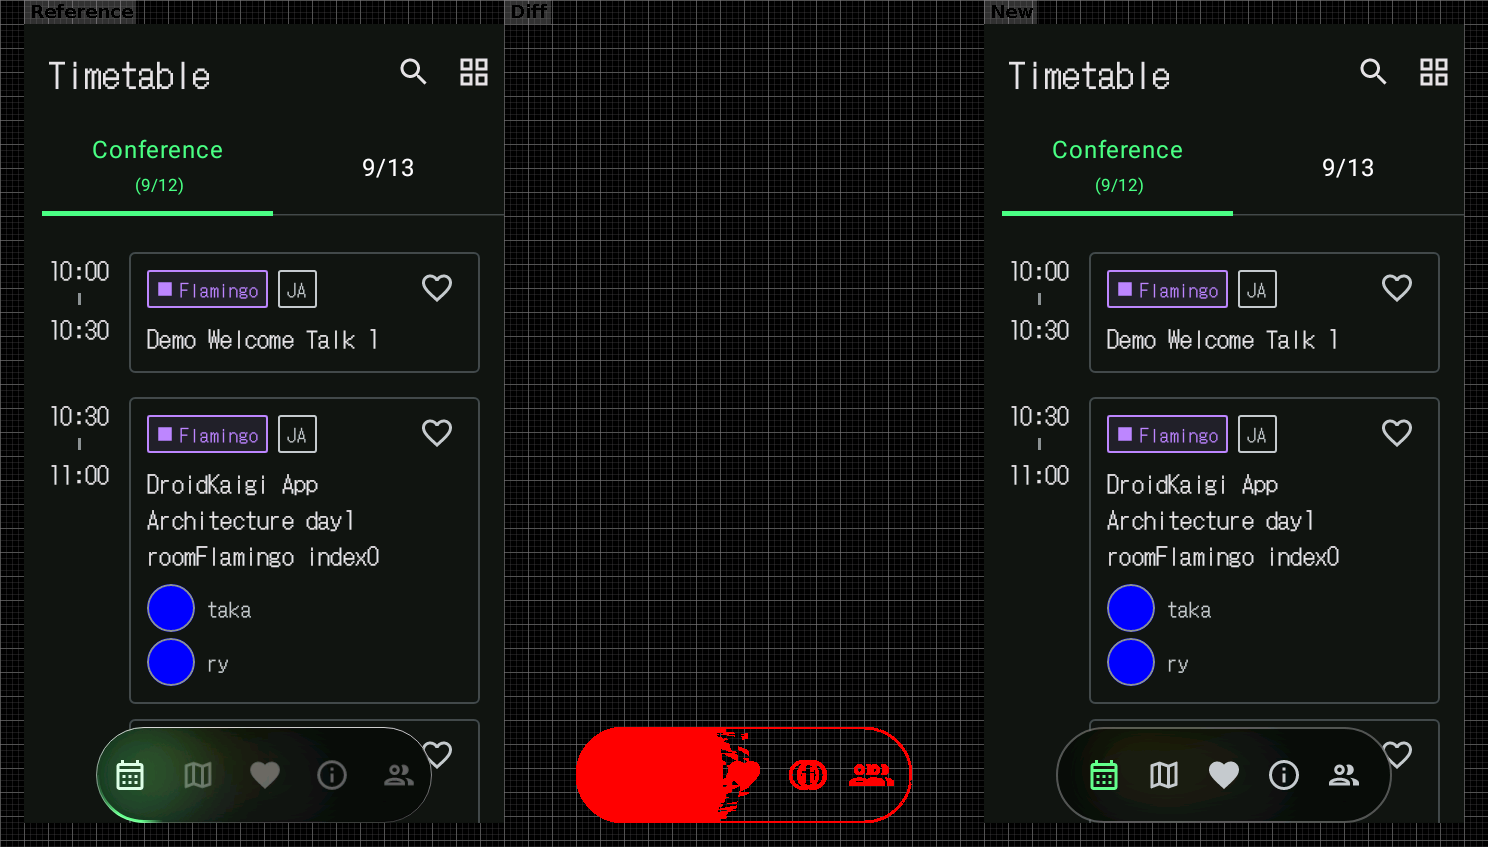 Reference
Diff
New
Timetable
Conference
(9/12)
9/13
10:00
10:30
Flamingo
JA
Demo Welcome Talk 1
10:30
11:00
Flamingo
JA
DroidKaigi App
Architecture day1
roomFlamingo index0
taka
ry
Timetable
Conference
(9/12)
9/13
10:00
10:30
Flamingo
JA
Demo Welcome Talk 1
10:30
11:00
Flamingo
JA
DroidKaigi App
Architecture day1
roomFlamingo index0
taka
ry